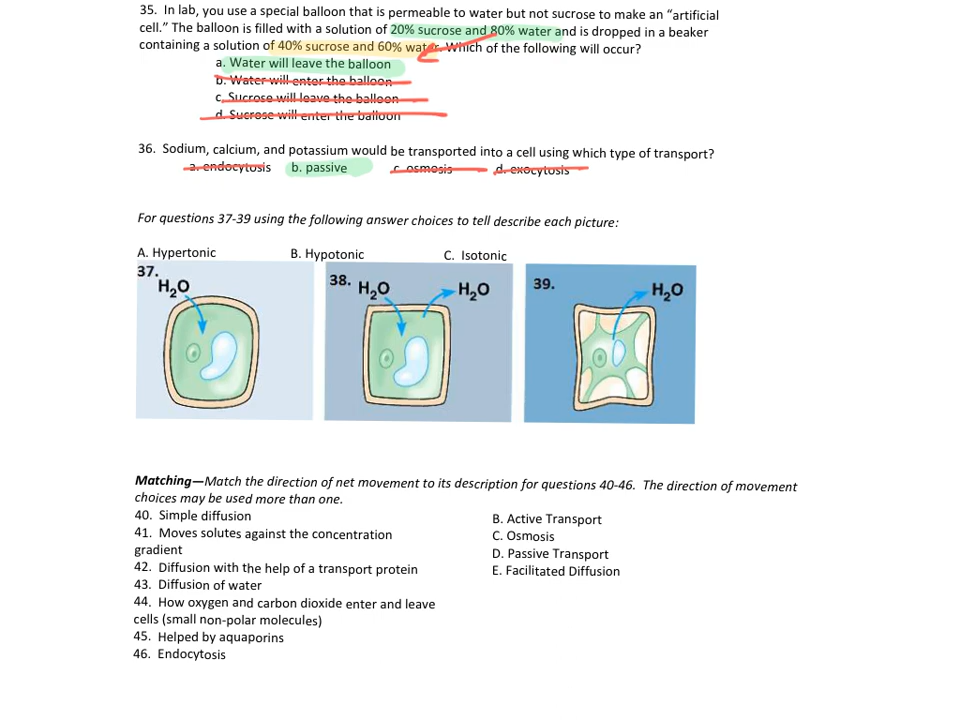 35. In lab, you use a special balloon that is permeable to water but not sucrose to make an “artificial
cell.” The balloon is filled with a solution of 20% sucrose and 80% water and is dropped in a beaker
containing a solution of 40% sucrose and 60% water. Which of the following will occur?
a. Water will leave the balloon
b. Water will enter the balloon
c. Sucrose will leave the balloon
d. Sucrose will enter the balloon
36. Sodium, calcium, and potassium would be transported into a cell using which type of transport?
a. endocytosis b. passive c. osmosis d. exocytosis
For questions 37-39 using the following answer choices to tell describe each picture:
A. Hypertonic B. Hypotonic C. Isotonic
37. H₂O
38. H₂O H₂O
39. H₂O
Matching—Match the direction of net movement to its description for questions 40-46. The direction of movement
choices may be used more than one.
40. Simple diffusion
41. Moves solutes against the concentration
gradient
42. Diffusion with the help of a transport protein
43. Diffusion of water
44. How oxygen and carbon dioxide enter and leave
cells (small non-polar molecules)
45. Helped by aquaporins
46. Endocytosis
B. Active Transport
C. Osmosis
D. Passive Transport
E. Facilitated Diffusion